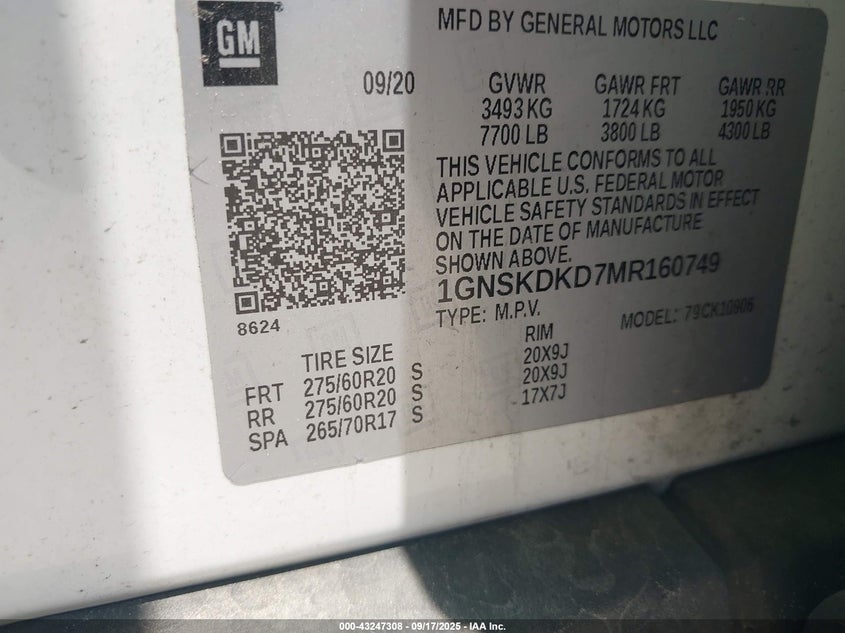 GM
MFD BY GENERAL MOTORS LLC
09/20 GVWR GAWR FRT GAWR RR
3493 KG 1724 KG 1950 KG
7700 LB 3800 LB 4300 LB
THIS VEHICLE CONFORMS TO ALL
APPLICABLE U.S. FEDERAL MOTOR
VEHICLE SAFETY STANDARDS IN EFFECT
ON THE DATE OF MANUFACTURE
SHOWN ABOVE.
1GNSKDKD7MR160749
TYPE: M.P.V. MODEL: 79CK10906
8624
TIRE SIZE RIM
FRT 275/60R20 S 20X9J
RR 275/60R20 S 20X9J
SPA 265/70R17 S 17X7J
000-43247308 - 09/17/2025 - IAA Inc.